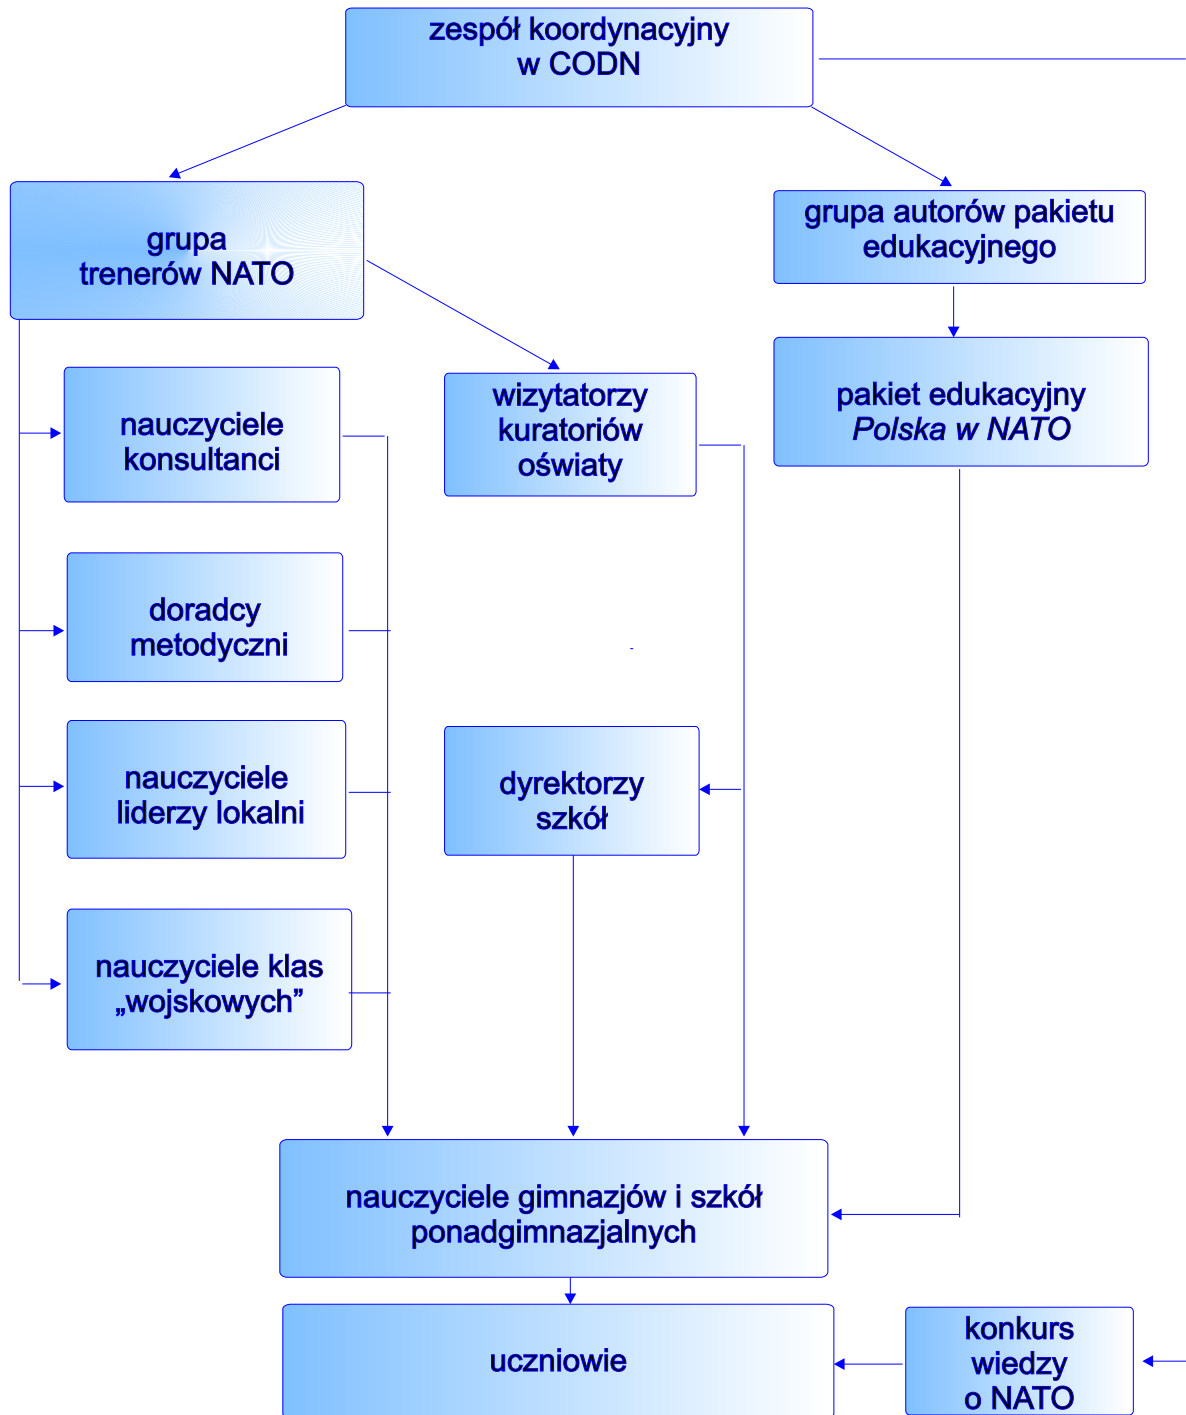 zespół koordynacyjny
w CODN
grupa
trenerów NATO
grupa autorów pakietu
edukacyjnego
nauczyciele
konsultanci
wizytatorzy
kuratoriów
oświaty
pakiet edukacyjny
Polska w NATO
doradcy
metodyczni
nauczyciele
liderzy lokalni
dyrektorzy
szkół
nauczyciele klas
„wojskowych”
nauczyciele gimnazjów i szkół
ponadgimnazjalnych
uczniowie
konkurs
wiedzy
o NATO